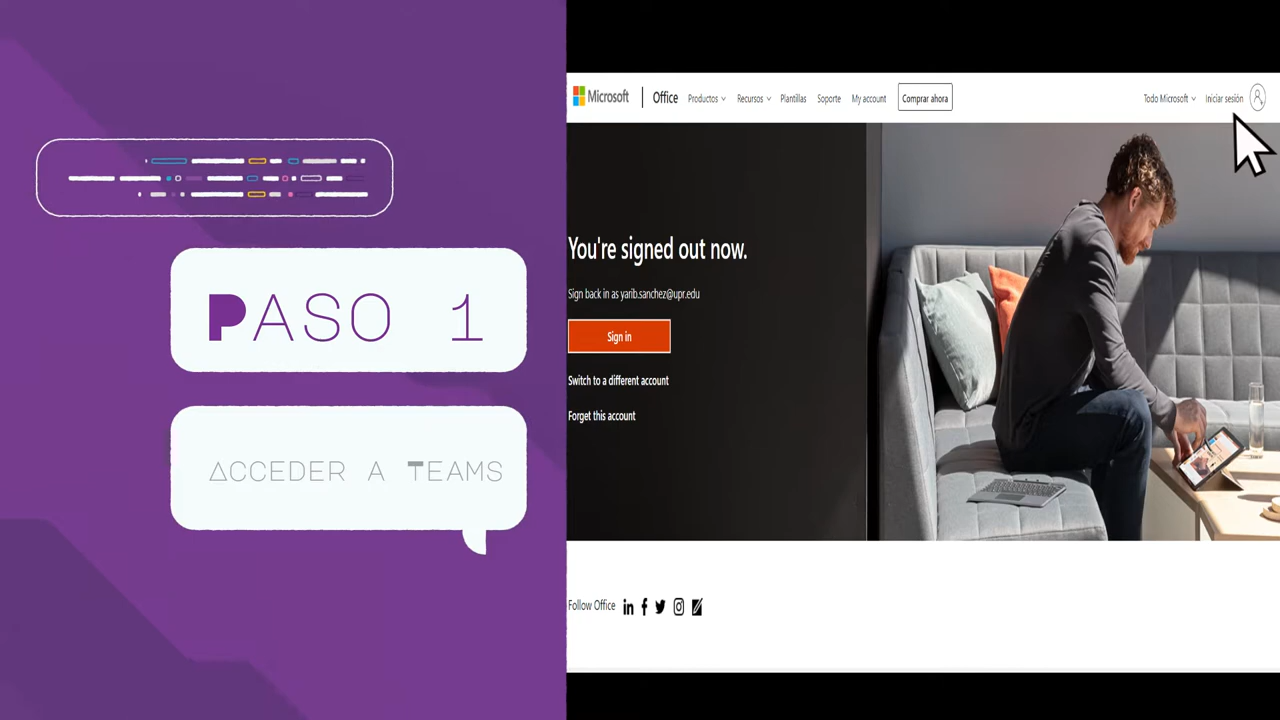 PASO 1
ACCEDER A TEAMS
Microsoft | Office Productos Recursos Plantillas Soporte My account Comprar ahora Todo Microsoft Iniciar sesión
You're signed out now.
Sign back in as yarib.sanchez@upr.edu
Sign in
Switch to a different account
Forget this account
Follow Office